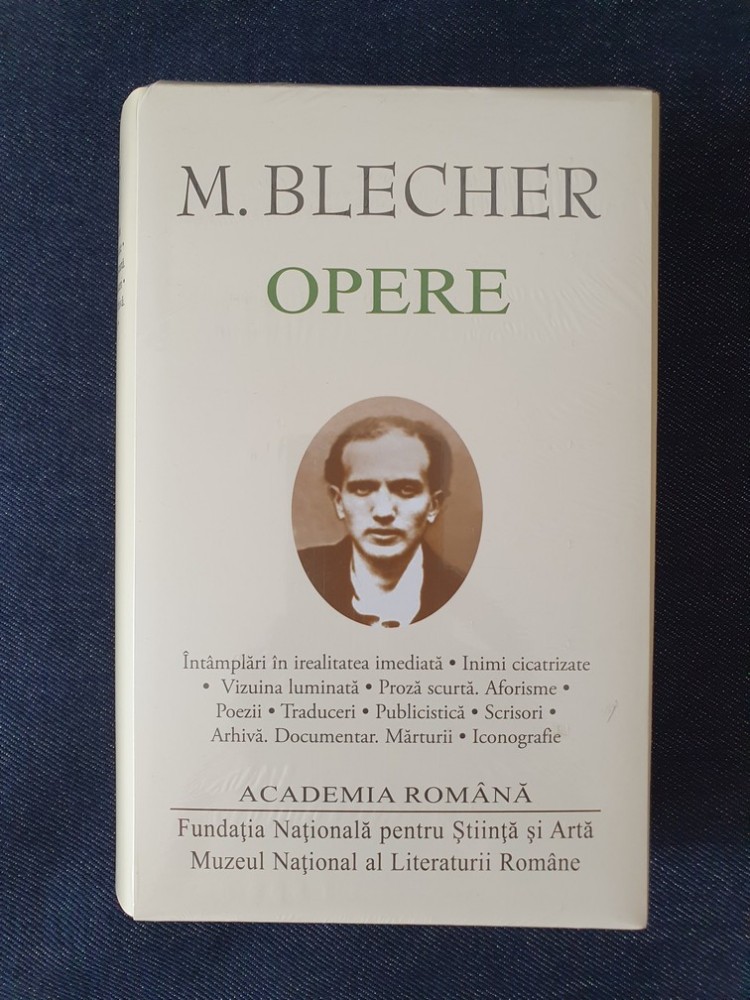 M. BLECHER
OPERE
Întâmplări în irealitatea imediată • Inimi cicatrizate
• Vizuina luminată • Proză scurtă. Aforisme •
Poezii • Traduceri • Publicistică • Scrisori •
Arhivă. Documentar. Mărturii • Iconografie
ACADEMIA ROMÂNĂ
Fundaţia Naţională pentru Ştiinţă şi Artă
Muzeul Naţional al Literaturii Române